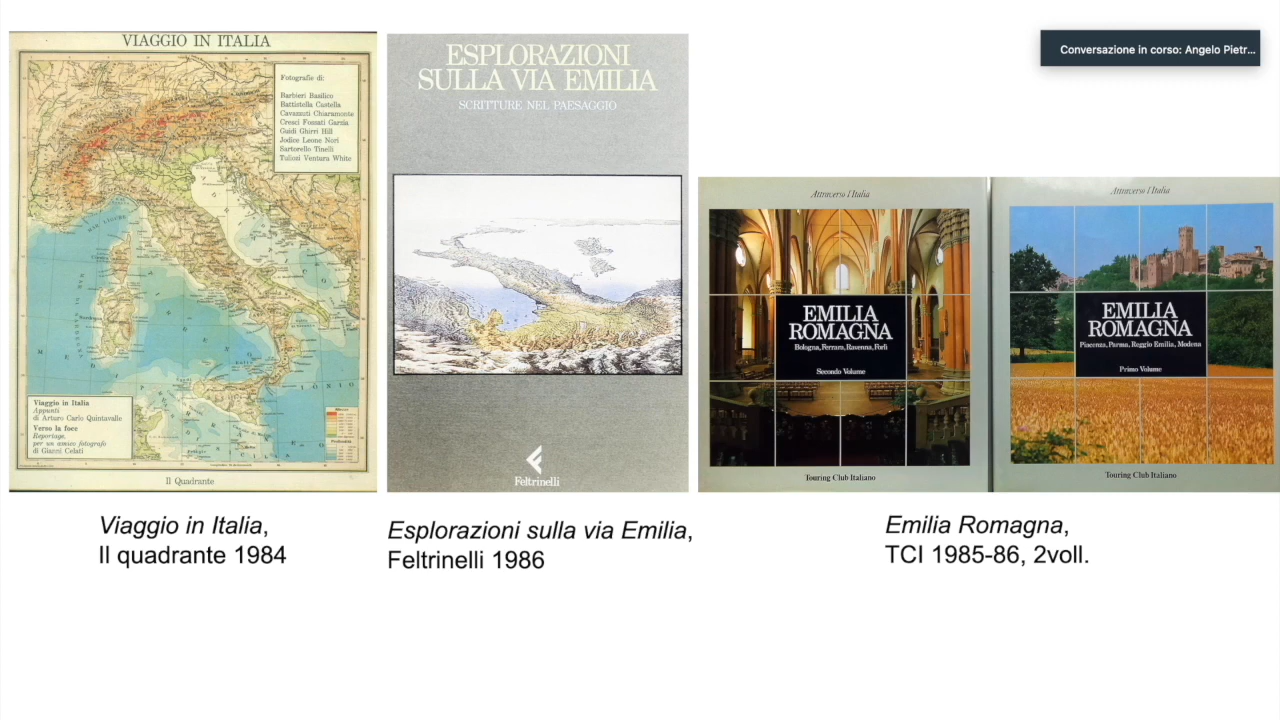 VIAGGIO IN ITALIA
Fotografie di:
Barbieri Basilico
Battistella Castella
Cavazzuti Chiaramonte
Cresci Fossati Garzia
Guidi Ghirri Hill
Jodice Leone Nori
Sartorello Tinelli
Tuliozi Ventura White
MAR LIGURE
Viaggio in Italia
Appunti
di Arturo Carlo Quintavalle
Verso la foce
Reportage,
per un amico fotografo
di Gianni Celati
Il Quadrante
ESPLORAZIONI
SULLA VIA EMILIA
SCRITTURE NEL PAESAGGIO
Feltrinelli
Attraverso l'Italia
EMILIA
ROMAGNA
Bologna, Ferrara, Ravenna, Forlì
Secondo Volume
Touring Club Italiano
Attraverso l'Italia
EMILIA
ROMAGNA
Piacenza, Parma, Reggio Emilia, Modena
Primo Volume
Touring Club Italiano
Conversazione in corso: Angelo Pietr...
Viaggio in Italia,
Il quadrante 1984
Esplorazioni sulla via Emilia,
Feltrinelli 1986
Emilia Romagna,
TCI 1985-86, 2voll.